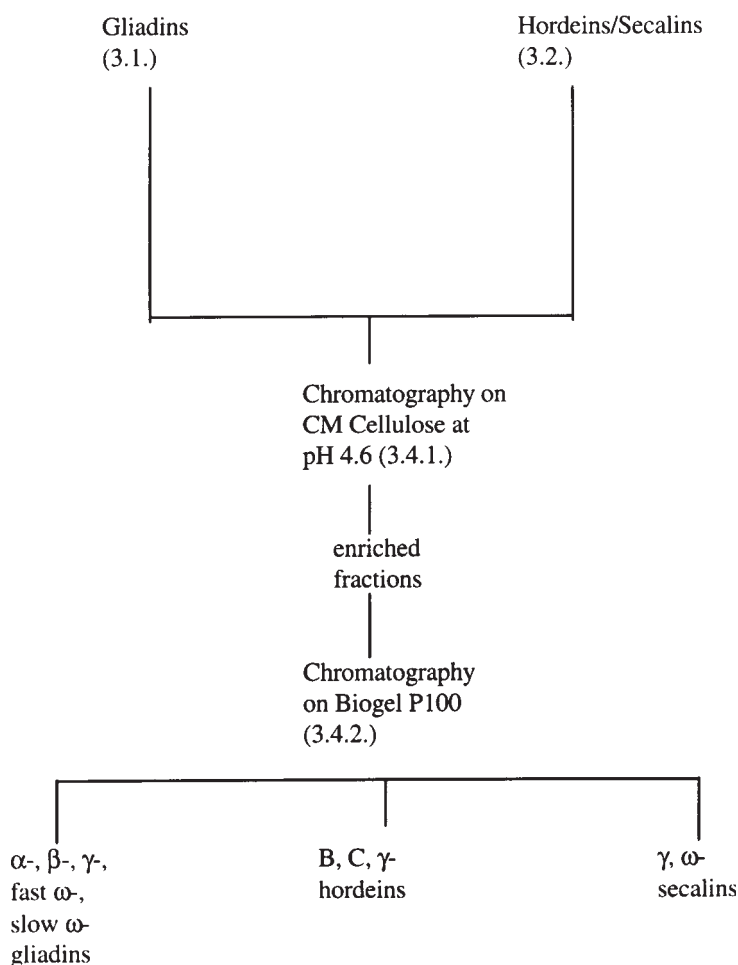 Gliadins
(3.1.)
Hordeins/Secalins
(3.2.)
Chromatography on
CM Cellulose at
pH 4.6 (3.4.1.)
enriched
fractions
Chromatography
on Biogel P100
(3.4.2.)
α-, β-, γ-,
fast ω-,
slow ω-
gliadins
B, C, γ-
hordeins
γ, ω-
secalins